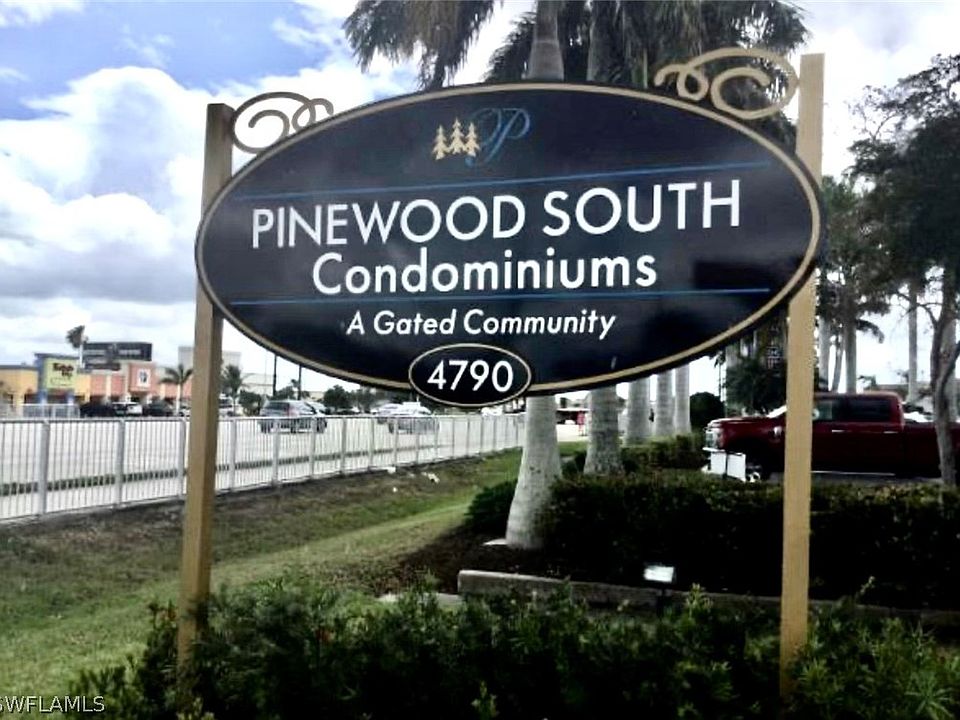 P
PINEWOOD SOUTH
Condominiums
A Gated Community
4790
SWFLAMLS